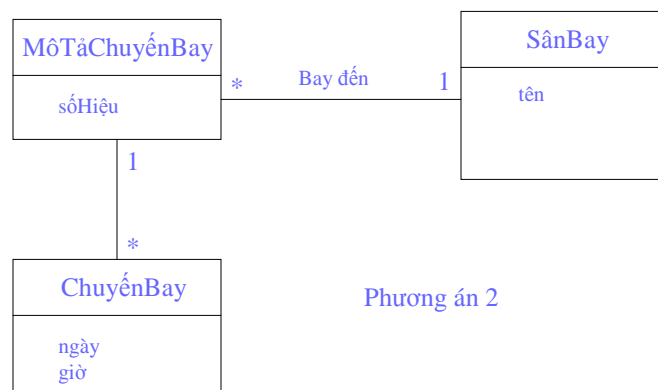 MôTảChuyếnBay
sốHiệu
*
Bay đến
1
SânBay
tên
1
*
ChuyếnBay
ngày
giờ
Phương án 2